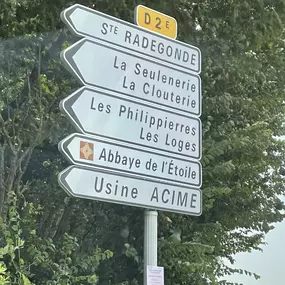 D2E
STE RADEGONDE
La Seulenerie
La Clouterie
Les Philippierres
Les Loges
Abbaye de l'Étoile
Usine ACIME